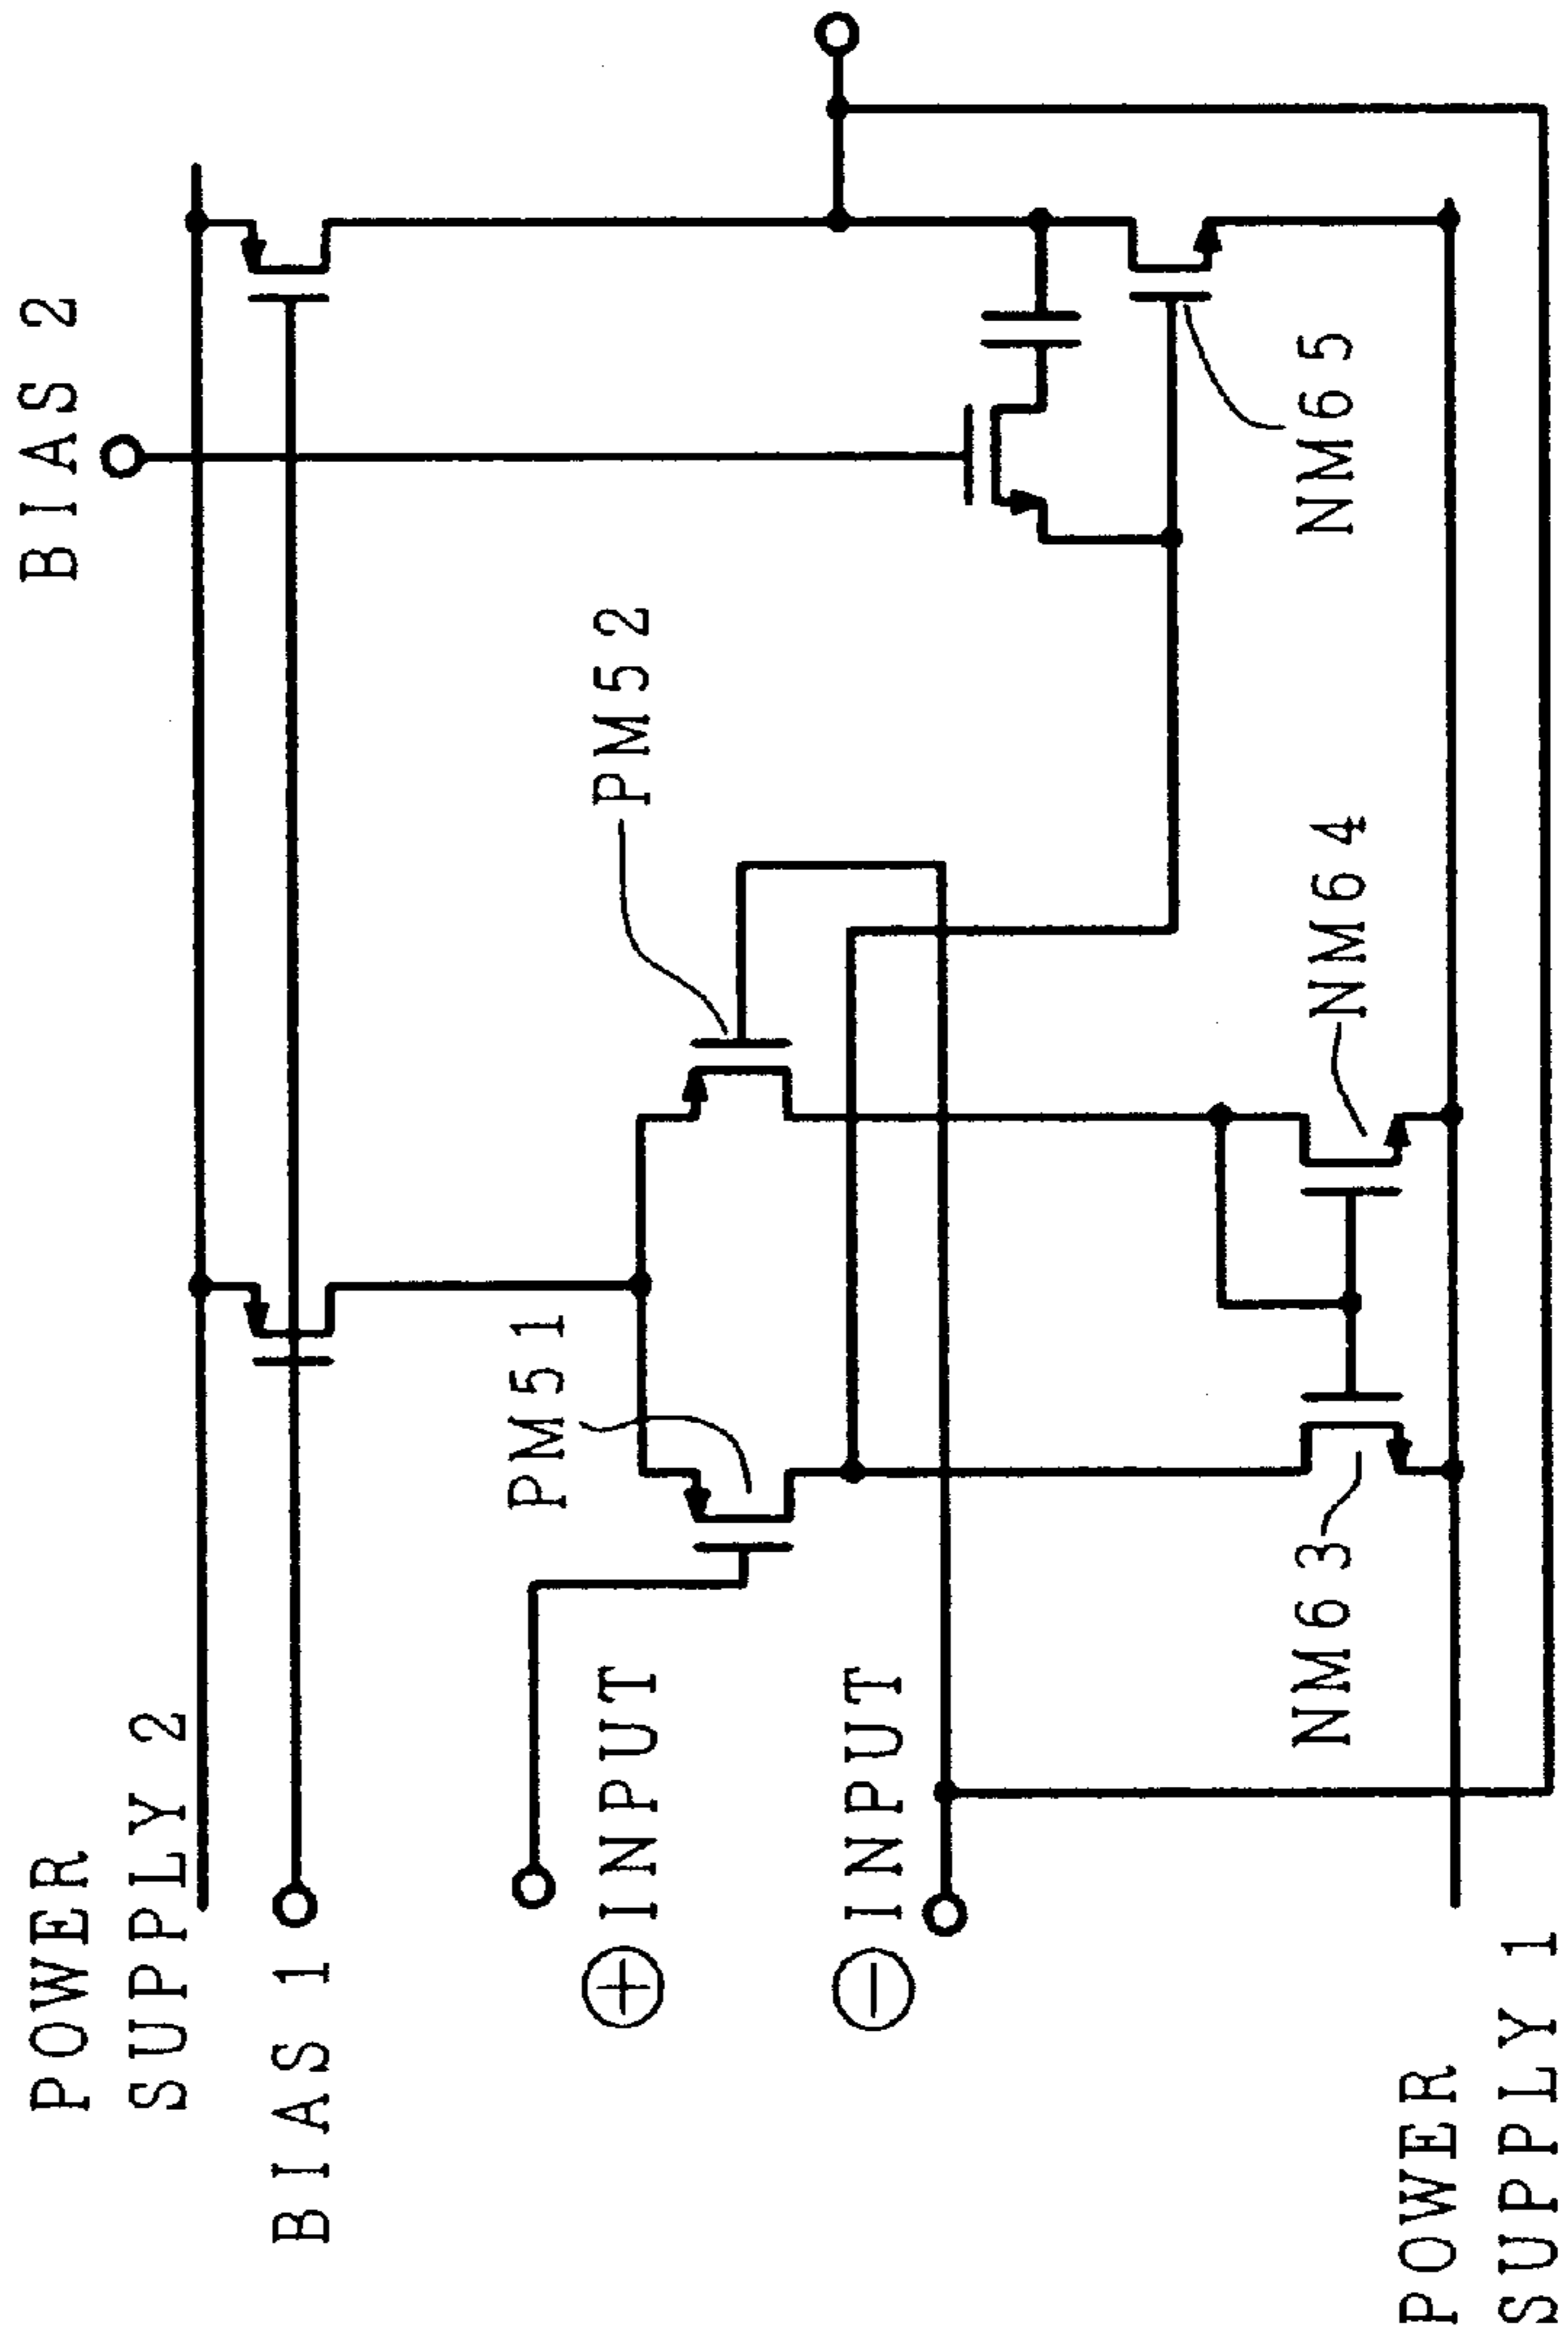 POWER
SUPPLY 2
BIAS 2
BIAS 1
PM52
PM51
⊕INPUT
⊖INPUT
NM65
NM64
NM63
POWER
SUPPLY 1